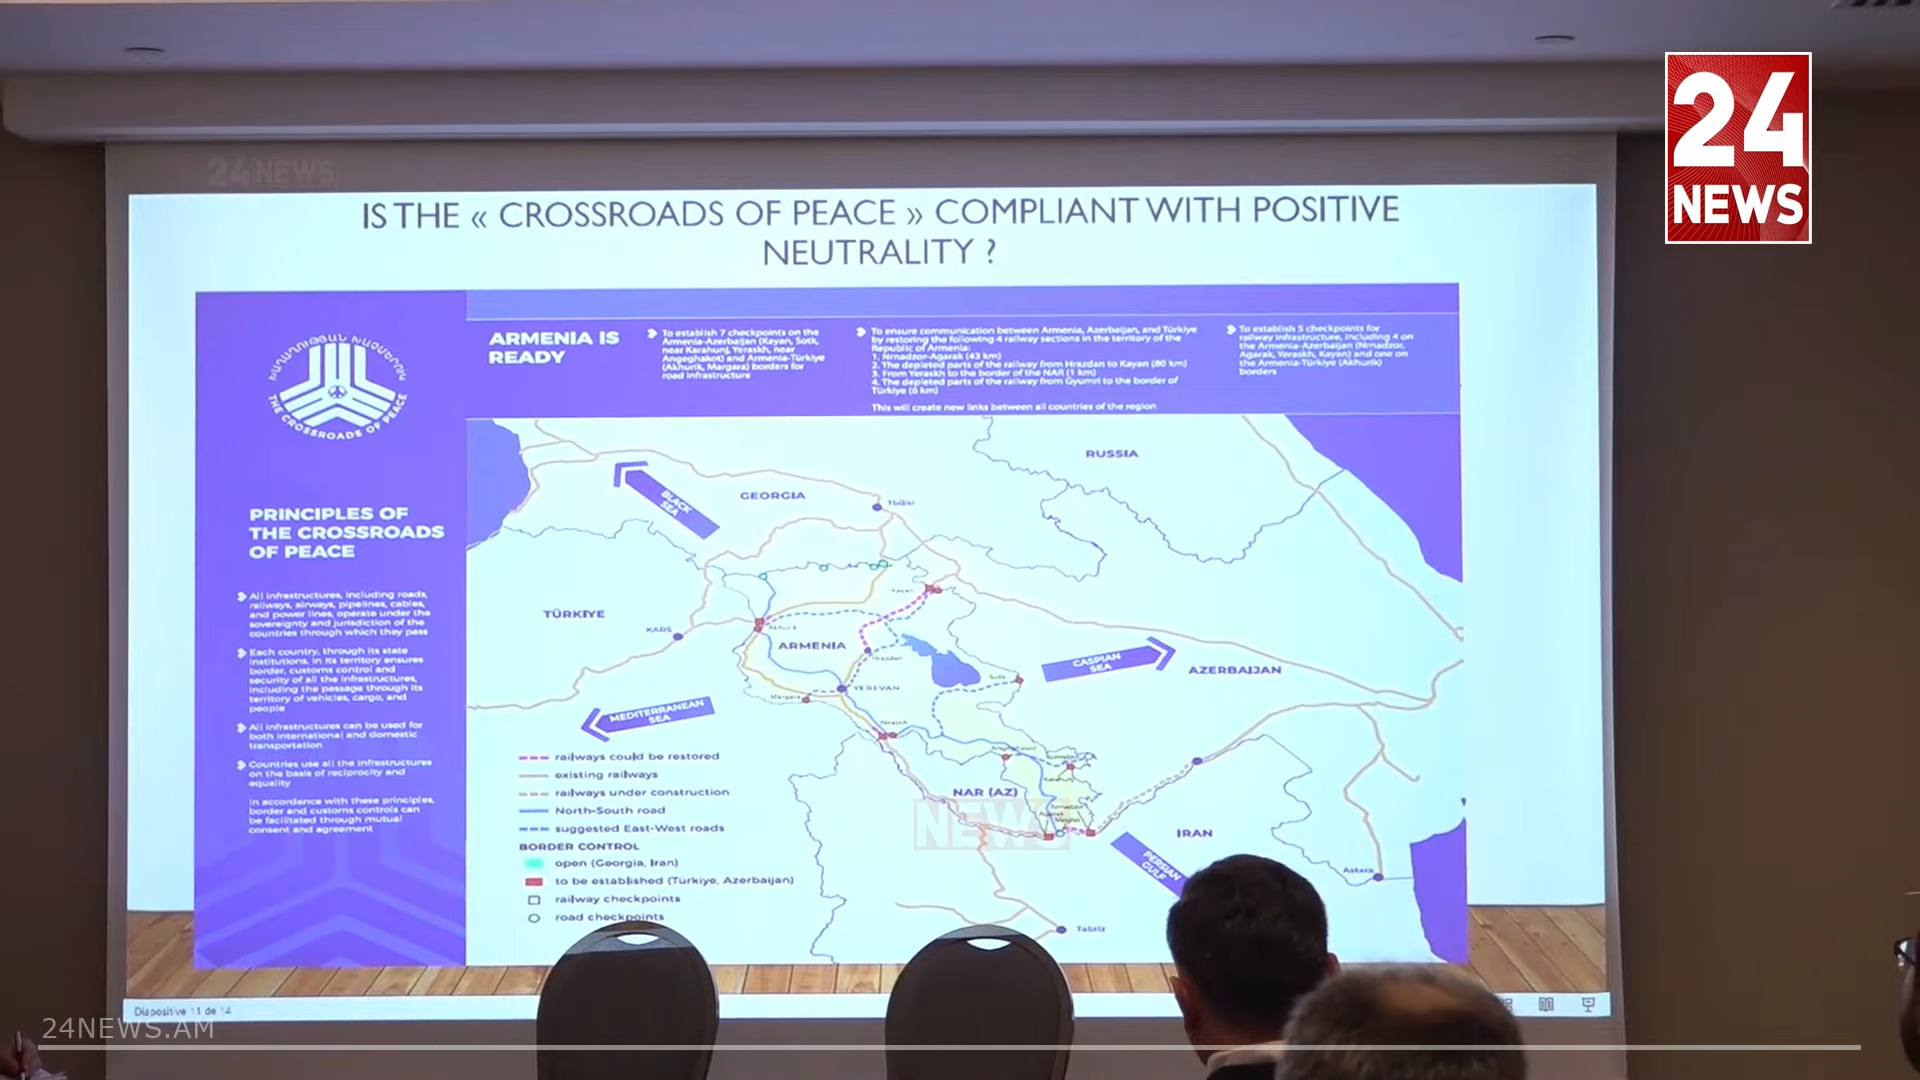 24 NEWS
24 NEWS
IS THE « CROSSROADS OF PEACE » COMPLIANT WITH POSITIVE
NEUTRALITY ?
ԽԱՂԱՂՈՒԹՅԱՆ ԽԱՉՄԵՐՈՒԿ
THE CROSSROADS OF PEACE
ARMENIA IS
READY
To establish 7 checkpoints on the
Armenia-Azerbaijan (Kayan, Sotk,
near Karahunj, Yeraskh, near
Angeghakot) and Armenia-Türkiye
(Akhurik, Margara) borders for
road infrastructure
To ensure communication between Armenia, Azerbaijan, and Türkiye
by restoring the following 4 railway sections in the territory of the
Republic of Armenia:
1. Nrnadzor-Agarak (43 km)
2. The depleted parts of the railway from Hrazdan to Kayan (80 km)
3. From Yeraskh to the border of the NAR (1 km)
4. The depleted parts of the railway from Gyumri to the border of
Türkiye (6 km)
This will create new links between all countries of the region
To establish 5 checkpoints for
railway infrastructure, including 4 on
the Armenia-Azerbaijan (Nrnadzor,
Agarak, Yeraskh, Kayan) and one on
the Armenia-Türkiye (Akhurik)
borders
PRINCIPLES OF
THE CROSSROADS
OF PEACE
All infrastructures, including roads,
railways, airways, pipelines, cables,
and power lines, operate under the
sovereignty and jurisdiction of the
countries through which they pass
Each country, through its state
institutions, in its territory ensures
border, customs control and
security of all the infrastructures,
including the passage through its
territory of vehicles, cargo, and
people
All infrastructures can be used for
both international and domestic
transportation
Countries use all the infrastructures
on the basis of reciprocity and
equality
In accordance with these principles,
border and customs controls can
be facilitated through mutual
consent and agreement
RUSSIA
GEORGIA
Tbilisi
BLACK
SEA
TÜRKIYE
KARS
ARMENIA
Hrazdan
YEREVAN
Margara
Sotk
Yeraskh
CASPIAN
SEA
AZERBAIJAN
MEDITERRANEAN
SEA
NAR (AZ)
NEWS
IRAN
PERSIAN
GULF
Astara
Tabriz
railways could be restored
existing railways
railways under construction
North-South road
suggested East-West roads
BORDER CONTROL
open (Georgia, Iran)
to be established (Türkiye, Azerbaijan)
railway checkpoints
road checkpoints
Diapositive 11 de 14
24NEWS.AM